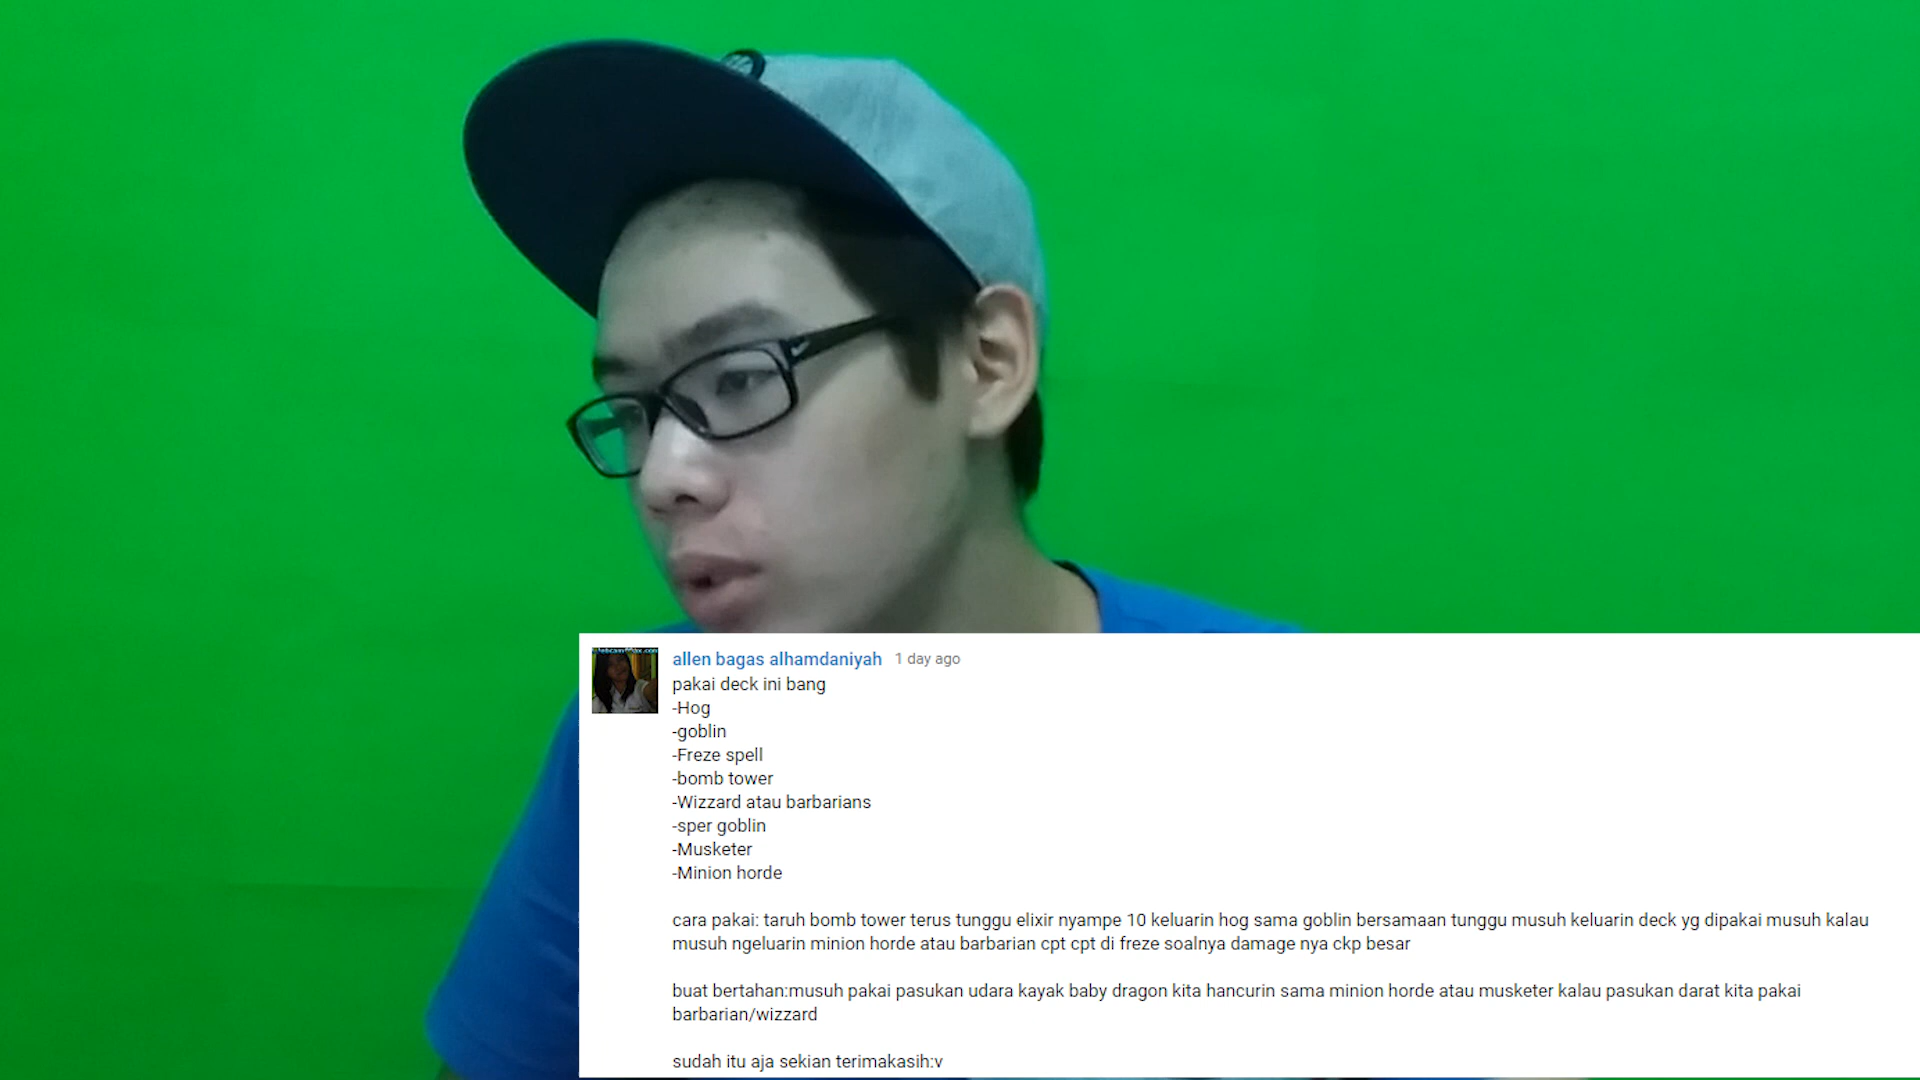 allen bagas alhamdaniyah 1 day ago
pakai deck ini bang
-Hog
-goblin
-Freze spell
-bomb tower
-Wizzard atau barbarians
-sper goblin
-Musketer
-Minion horde
cara pakai: taruh bomb tower terus tunggu elixir nyampe 10 keluarin hog sama goblin bersamaan tunggu musuh keluarin deck yg dipakai musuh kalau
musuh ngeluarin minion horde atau barbarian cpt cpt di freze soalnya damage nya ckp besar
buat bertahan:musuh pakai pasukan udara kayak baby dragon kita hancurin sama minion horde atau musketer kalau pasukan darat kita pakai
barbarian/wizzard
sudah itu aja sekian terimakasih:v